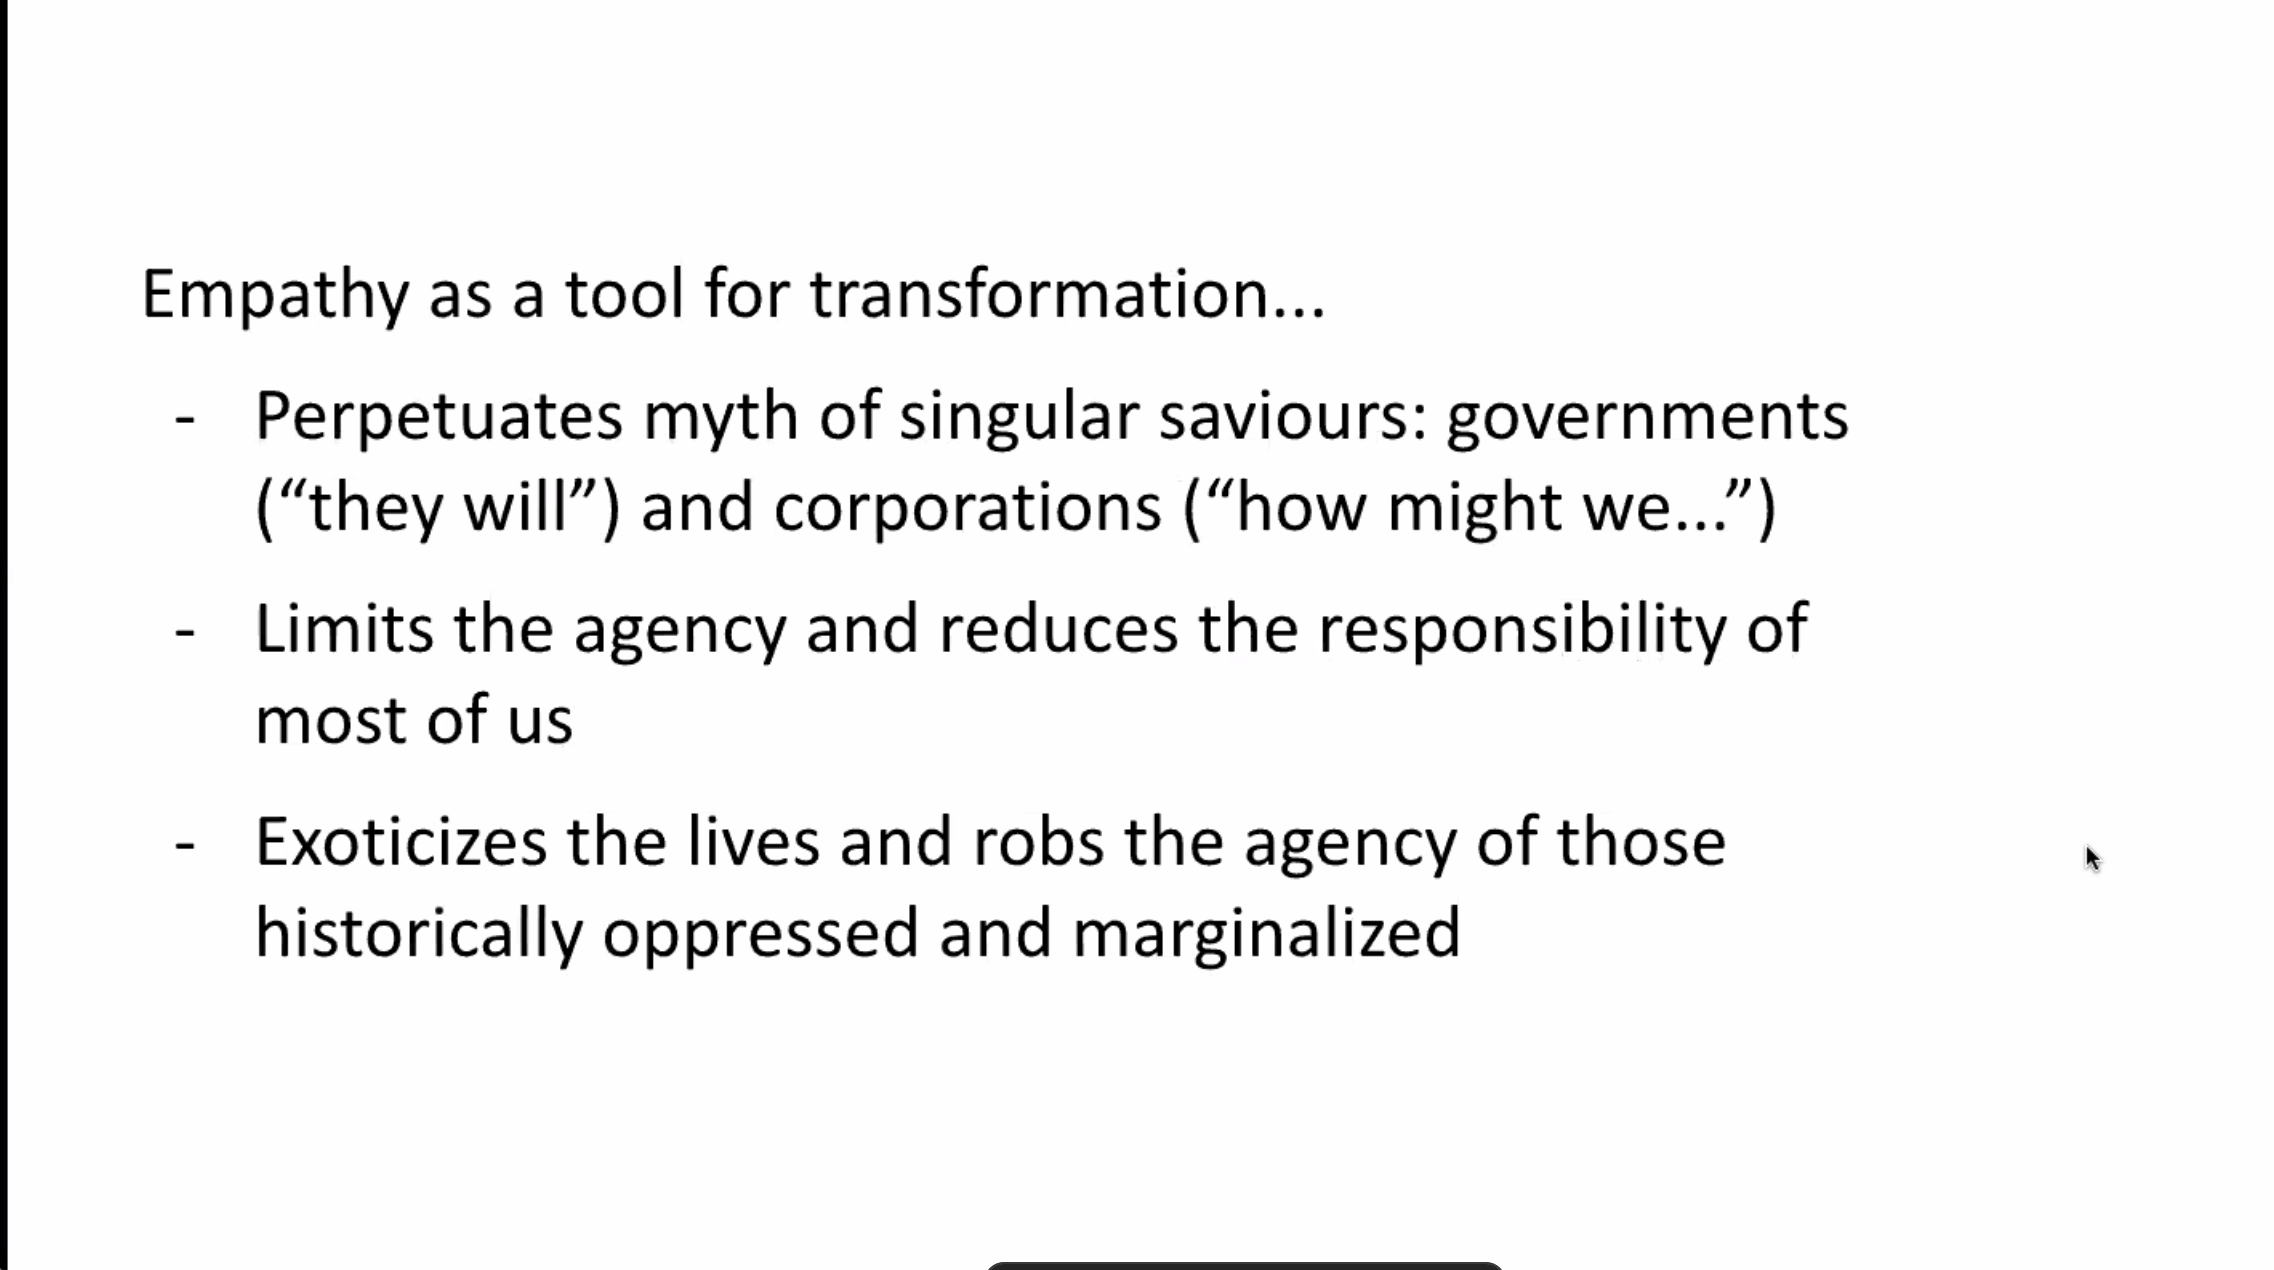 Empathy as a tool for transformation...
- Perpetuates myth of singular saviours: governments
(“they will”) and corporations (“how might we...”)
- Limits the agency and reduces the responsibility of
most of us
- Exoticizes the lives and robs the agency of those
historically oppressed and marginalized